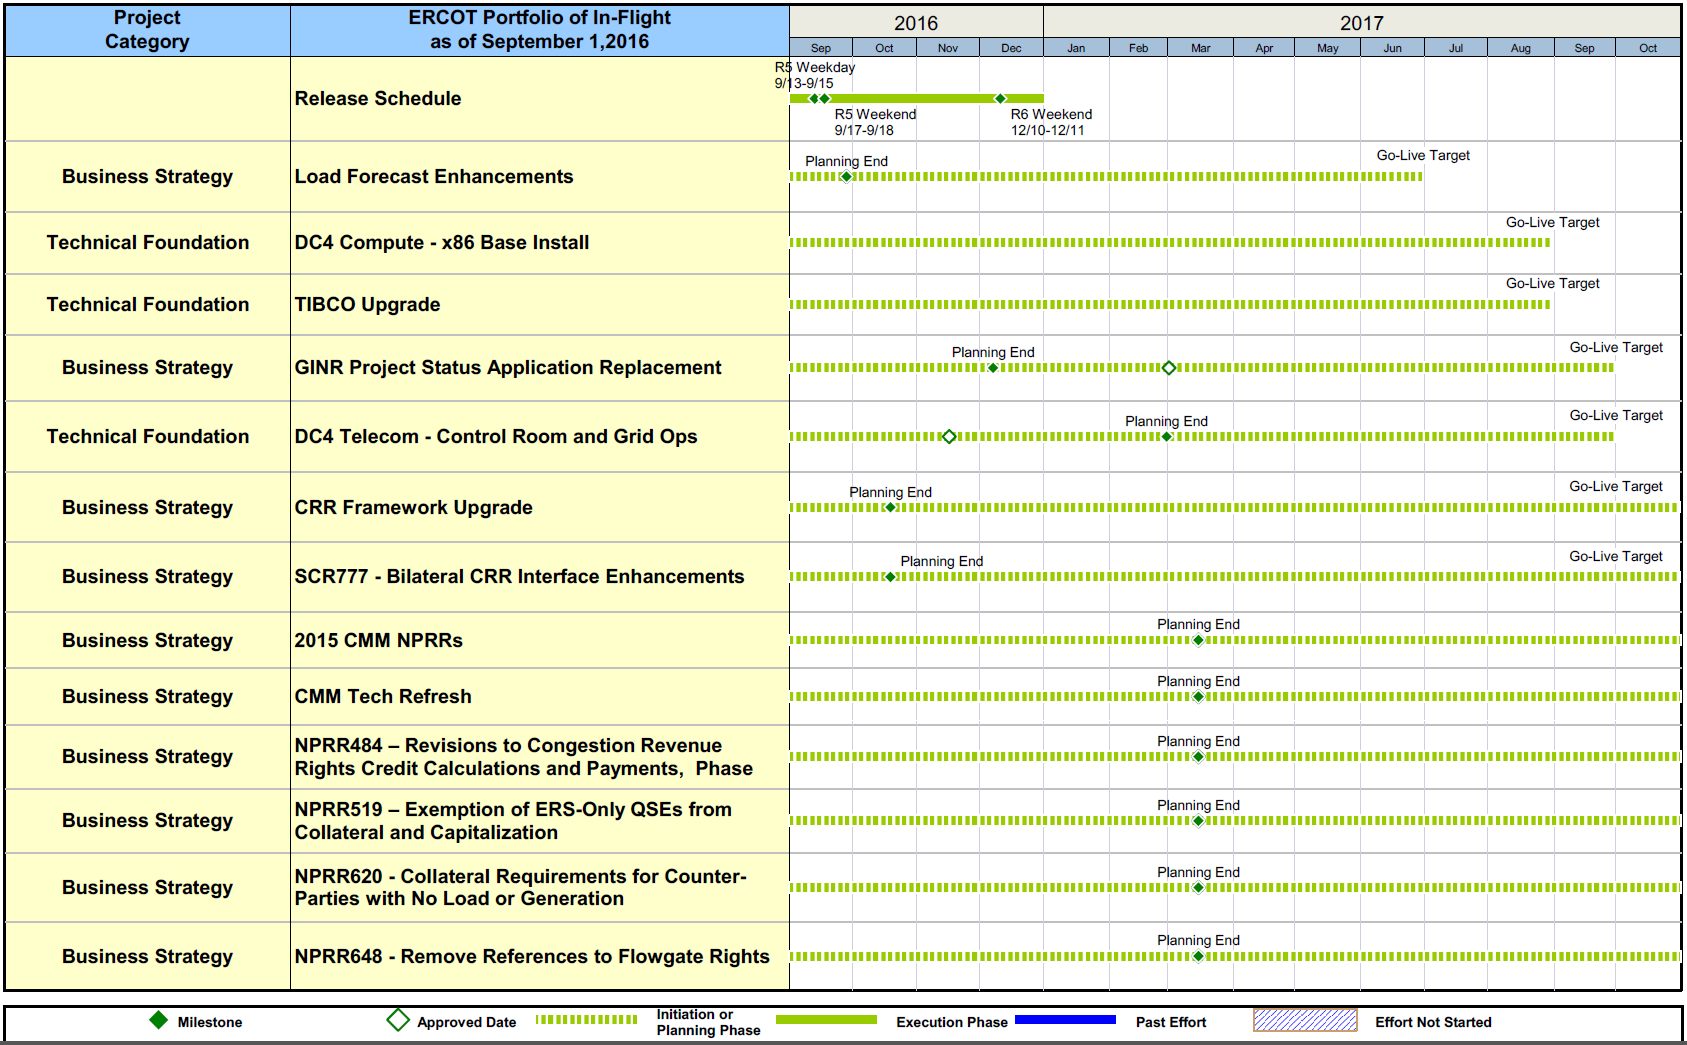 Project
Category
ERCOT Portfolio of In-Flight
as of September 1,2016
2016
2017
Sep
Oct
Nov
Dec
Jan
Feb
Mar
Apr
May
Jun
Jul
Aug
Sep
Oct
Release Schedule
R5 Weekday
9/13-9/15
R5 Weekend
9/17-9/18
R6 Weekend
12/10-12/11
Business Strategy
Load Forecast Enhancements
Planning End
Go-Live Target
Technical Foundation
DC4 Compute - x86 Base Install
Go-Live Target
Technical Foundation
TIBCO Upgrade
Go-Live Target
Business Strategy
GINR Project Status Application Replacement
Planning End
Go-Live Target
Technical Foundation
DC4 Telecom - Control Room and Grid Ops
Planning End
Go-Live Target
Business Strategy
CRR Framework Upgrade
Planning End
Go-Live Target
Business Strategy
SCR777 - Bilateral CRR Interface Enhancements
Planning End
Go-Live Target
Business Strategy
2015 CMM NPRRs
Planning End
Business Strategy
CMM Tech Refresh
Planning End
Business Strategy
NPRR484 – Revisions to Congestion Revenue
Rights Credit Calculations and Payments,  Phase
Planning End
Business Strategy
NPRR519 – Exemption of ERS-Only QSEs from
Collateral and Capitalization
Planning End
Business Strategy
NPRR620 - Collateral Requirements for Counter-
Parties with No Load or Generation
Planning End
Business Strategy
NPRR648 - Remove References to Flowgate Rights
Planning End
Milestone
Approved Date
Initiation or
Planning Phase
Execution Phase
Past Effort
Effort Not Started